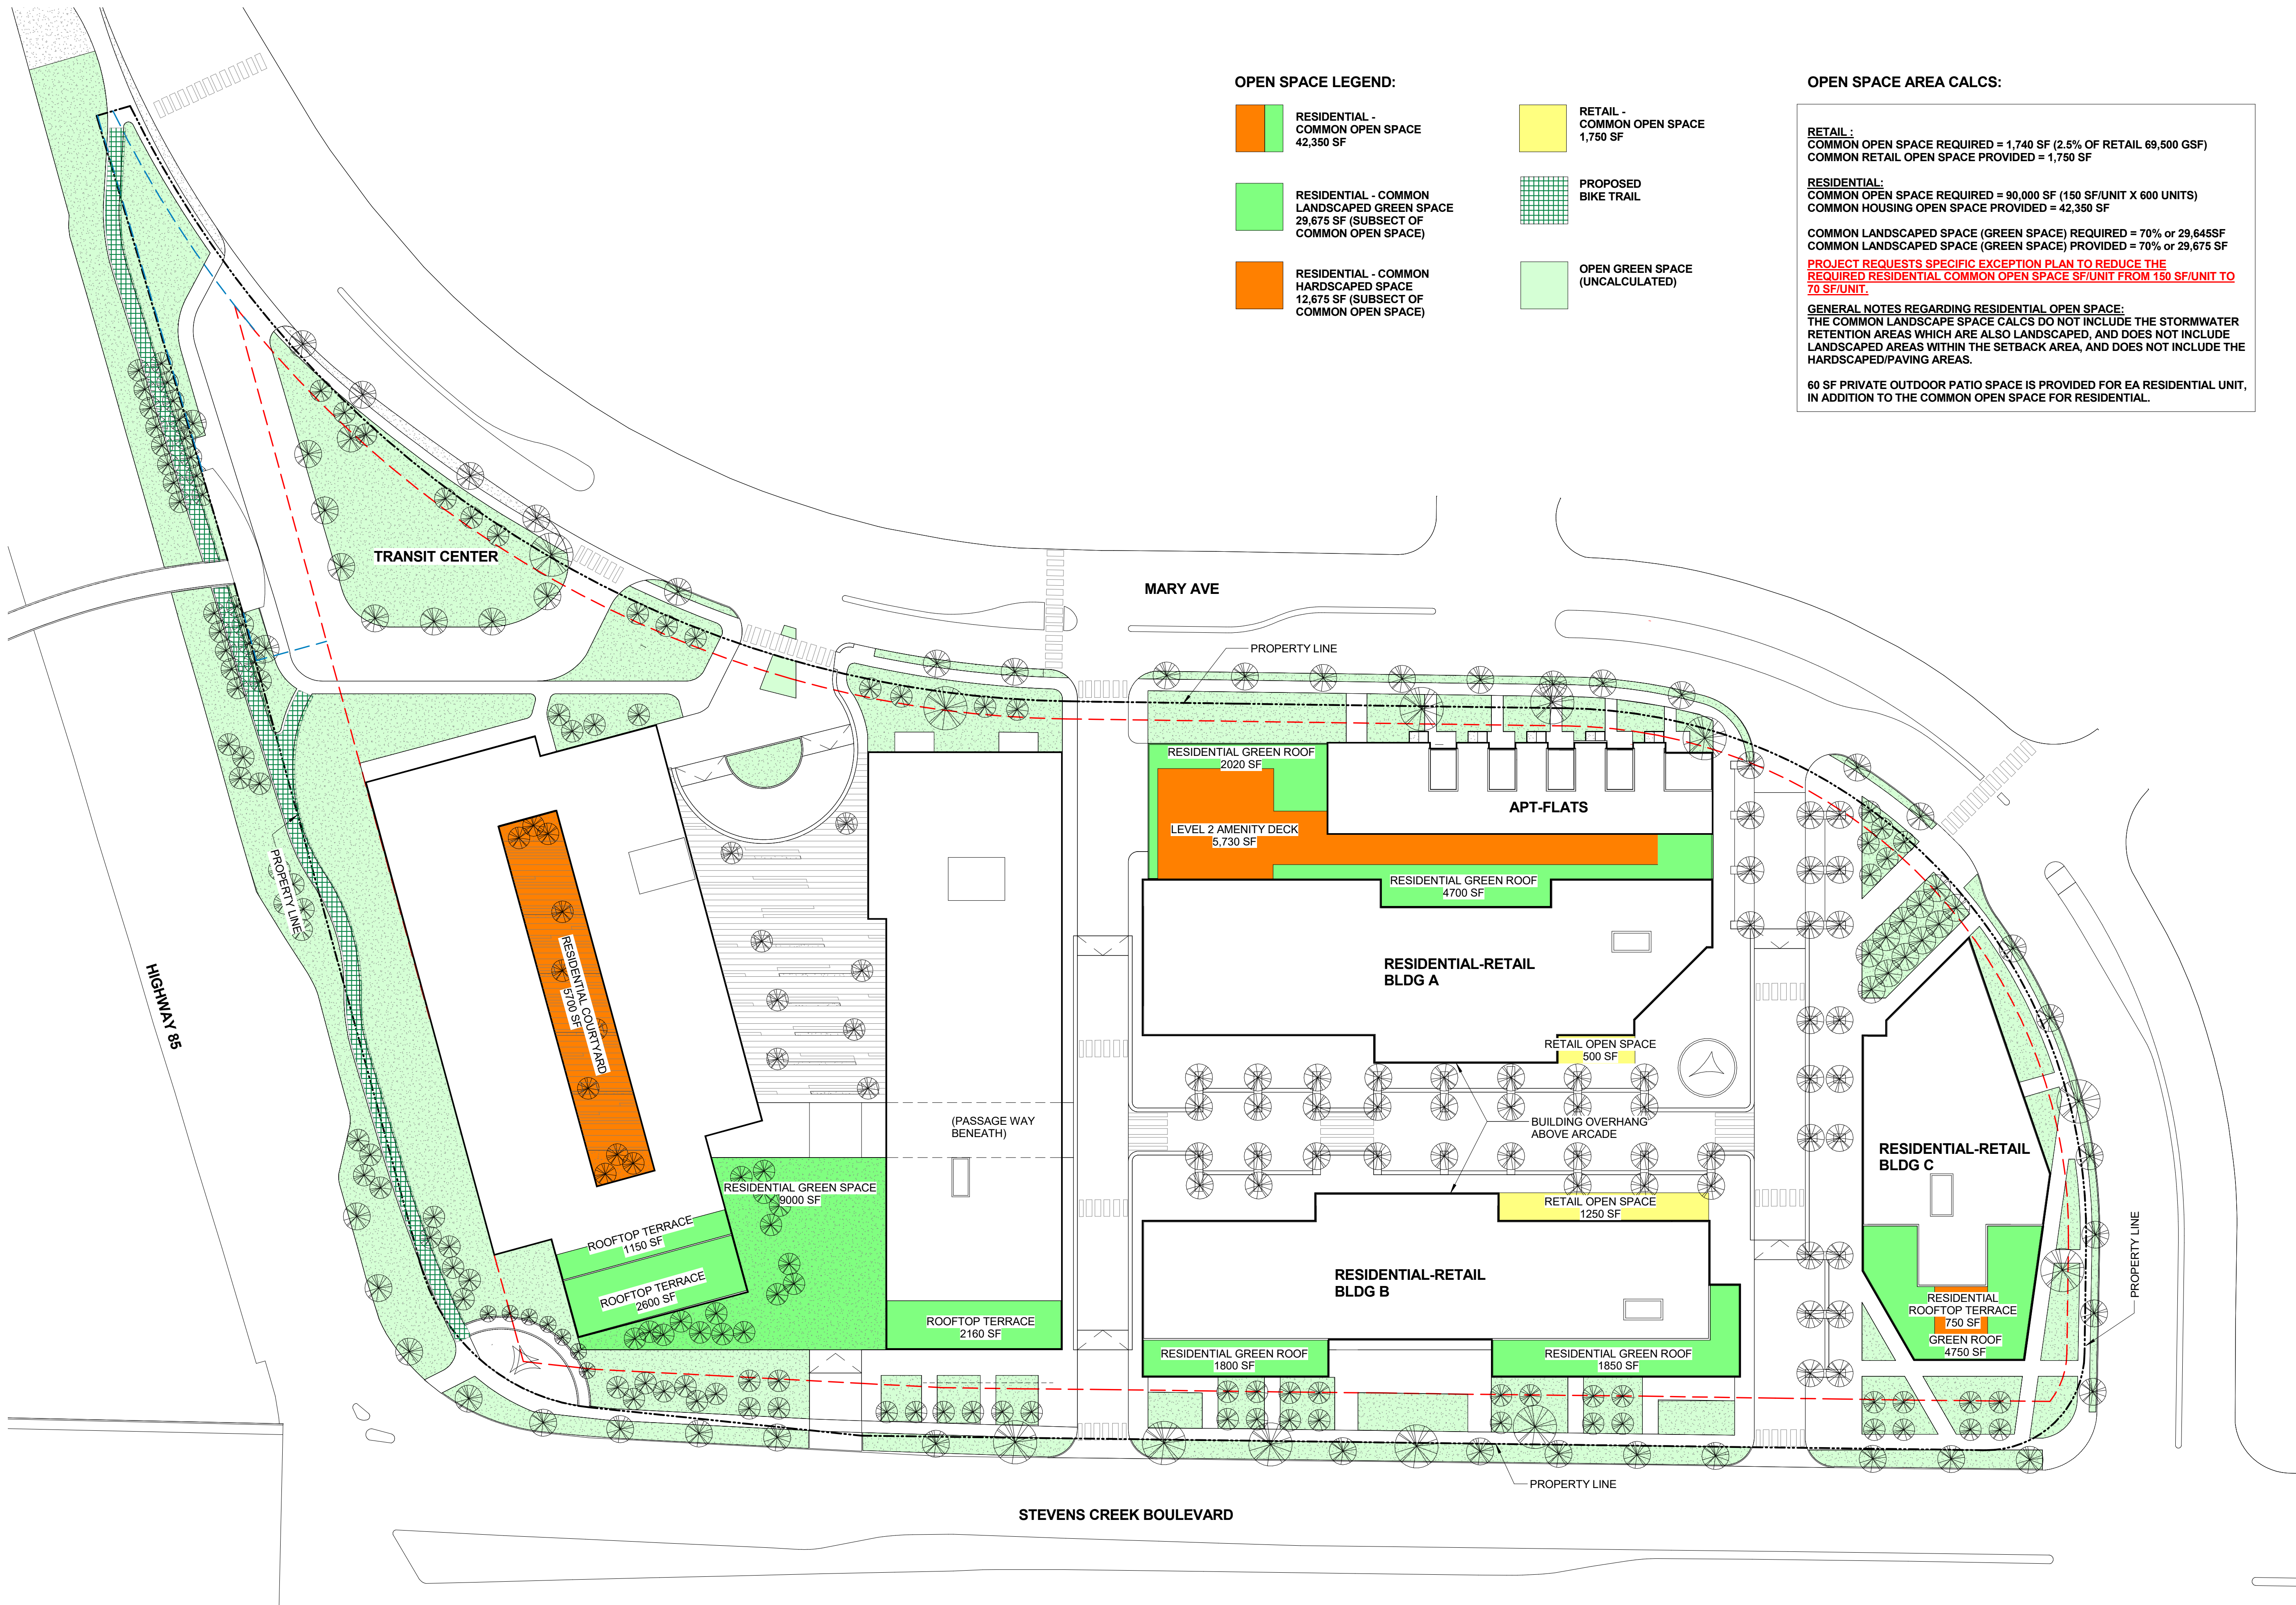 OPEN SPACE LEGEND:
RESIDENTIAL -
COMMON OPEN SPACE
42,350 SF
RESIDENTIAL - COMMON
LANDSCAPED GREEN SPACE
29,675 SF (SUBSECT OF
COMMON OPEN SPACE)
RESIDENTIAL - COMMON
HARDSCAPED SPACE
12,675 SF (SUBSECT OF
COMMON OPEN SPACE)
RETAIL -
COMMON OPEN SPACE
1,750 SF
PROPOSED
BIKE TRAIL
OPEN GREEN SPACE
(UNCALCULATED)
OPEN SPACE AREA CALCS:
RETAIL :
COMMON OPEN SPACE REQUIRED = 1,740 SF (2.5% OF RETAIL 69,500 GSF)
COMMON RETAIL OPEN SPACE PROVIDED = 1,750 SF
RESIDENTIAL:
COMMON OPEN SPACE REQUIRED = 90,000 SF (150 SF/UNIT X 600 UNITS)
COMMON HOUSING OPEN SPACE PROVIDED = 42,350 SF
COMMON LANDSCAPED SPACE (GREEN SPACE) REQUIRED = 70% or 29,645SF
COMMON LANDSCAPED SPACE (GREEN SPACE) PROVIDED = 70% or 29,675 SF
PROJECT REQUESTS SPECIFIC EXCEPTION PLAN TO REDUCE THE
REQUIRED RESIDENTIAL COMMON OPEN SPACE SF/UNIT FROM 150 SF/UNIT TO
70 SF/UNIT.
GENERAL NOTES REGARDING RESIDENTIAL OPEN SPACE:
THE COMMON LANDSCAPE SPACE CALCS DO NOT INCLUDE THE STORMWATER
RETENTION AREAS WHICH ARE ALSO LANDSCAPED, AND DOES NOT INCLUDE
LANDSCAPED AREAS WITHIN THE SETBACK AREA, AND DOES NOT INCLUDE THE
HARDSCAPED/PAVING AREAS.
60 SF PRIVATE OUTDOOR PATIO SPACE IS PROVIDED FOR EA RESIDENTIAL UNIT,
IN ADDITION TO THE COMMON OPEN SPACE FOR RESIDENTIAL.
TRANSIT CENTER
MARY AVE
PROPERTY LINE
RESIDENTIAL GREEN ROOF
2020 SF
APT-FLATS
LEVEL 2 AMENITY DECK
5,730 SF
RESIDENTIAL GREEN ROOF
4700 SF
PROPERTY LINE
HIGHWAY 85
RESIDENTIAL COURTYARD
5700 SF
RESIDENTIAL-RETAIL
BLDG A
RETAIL OPEN SPACE
500 SF
(PASSAGE WAY
BENEATH)
BUILDING OVERHANG
ABOVE ARCADE
RESIDENTIAL-RETAIL
BLDG C
RESIDENTIAL GREEN SPACE
9000 SF
RETAIL OPEN SPACE
1250 SF
ROOFTOP TERRACE
1150 SF
ROOFTOP TERRACE
2600 SF
PROPERTY LINE
RESIDENTIAL-RETAIL
BLDG B
RESIDENTIAL
ROOFTOP TERRACE
750 SF
GREEN ROOF
4750 SF
ROOFTOP TERRACE
2160 SF
RESIDENTIAL GREEN ROOF
1800 SF
RESIDENTIAL GREEN ROOF
1850 SF
PROPERTY LINE
STEVENS CREEK BOULEVARD